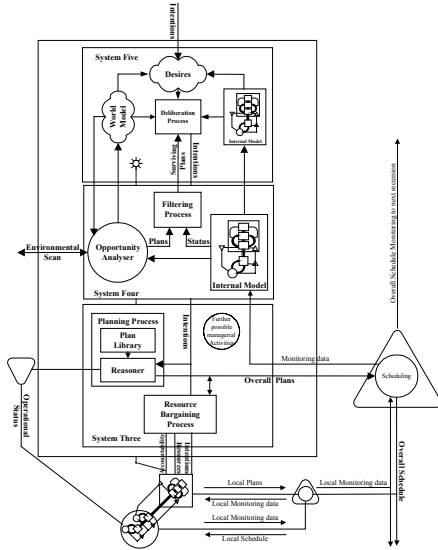 Intentions
System Five
Desires
World
Model
Deliberation
Process
Internal Model
Surviving
Plans
Intentions
Filtering
Process
Opportunity
Analyser
Plans
Status
Environmental
Scan
Internal Model
System Four
Overall Schedule Monitoring to next recursion
Planning Process
Plan
Library
Reasoner
Intentions
Further
possible
managerial
Activities
Monitoring data
Scheduling
Overall Plans
Resource
Bargaining
Process
System Three
Operational
Status
Resources
Intentions
Local Plans
Local Monitoring data
Local Monitoring data
Local Schedule
Local Monitoring data
Overall
Schedule